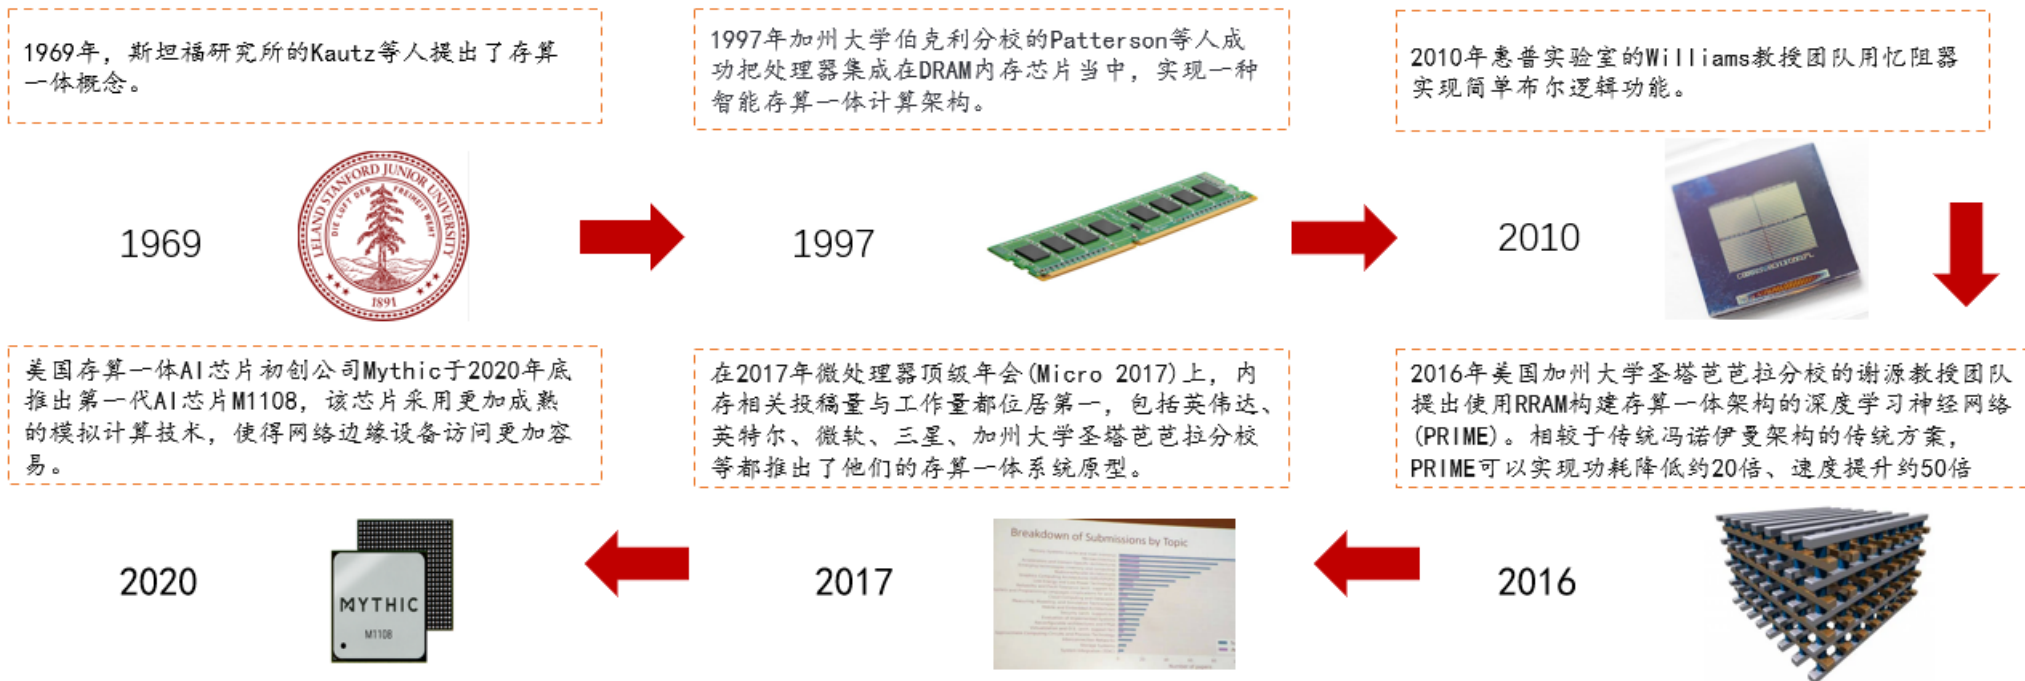 1969年，斯坦福研究所的Kautz等人提出了存算
一体概念。
1997年加州大学伯克利分校的Patterson等人成
功把处理器集成在DRAM内存芯片当中，实现一种
智能存算一体计算架构。
2010年惠普实验室的Williams教授团队用忆阻器
实现简单布尔逻辑功能。
1969
LELAND STANFORD JUNIOR UNIVERSITY
DIE LUFT DER FREIHEIT WEHT
1891
1997
2010
美国存算一体AI芯片初创公司Mythic于2020年底
推出第一代AI芯片M1108，该芯片采用更加成熟
的模拟计算技术，使得网络边缘设备访问更加容
易。
在2017年微处理器顶级年会(Micro 2017)上，内
存相关投稿量与工作量都位居第一，包括英伟达、
英特尔、微软、三星、加州大学圣塔芭芭拉分校
等都推出了他们的存算一体系统原型。
2016年美国加州大学圣塔芭芭拉分校的谢源教授团队
提出使用RRAM构建存算一体架构的深度学习神经网络
(PRIME)。相较于传统冯诺伊曼架构的传统方案，
PRIME可以实现功耗降低约20倍、速度提升约50倍
2020
MYTHIC
M1108
2017
Breakdown of Submissions by Topic
Number of papers
2016